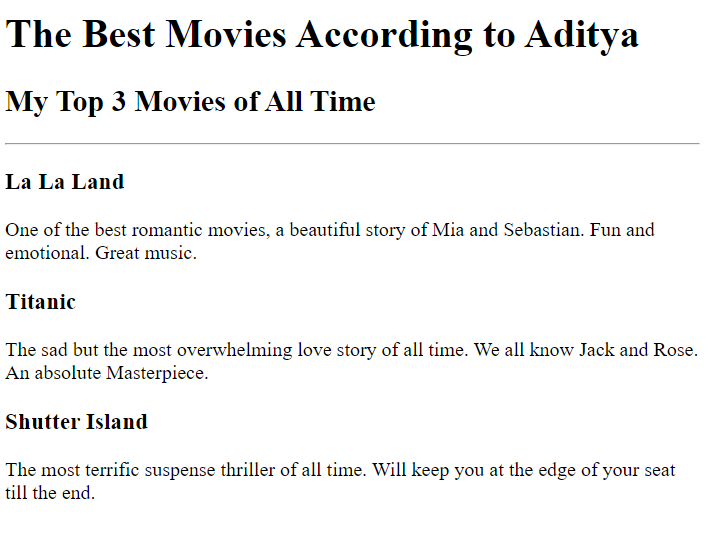 The Best Movies According to Aditya
My Top 3 Movies of All Time
La La Land
One of the best romantic movies, a beautiful story of Mia and Sebastian. Fun and
emotional. Great music.
Titanic
The sad but the most overwhelming love story of all time. We all know Jack and Rose.
An absolute Masterpiece.
Shutter Island
The most terrific suspense thriller of all time. Will keep you at the edge of your seat
till the end.